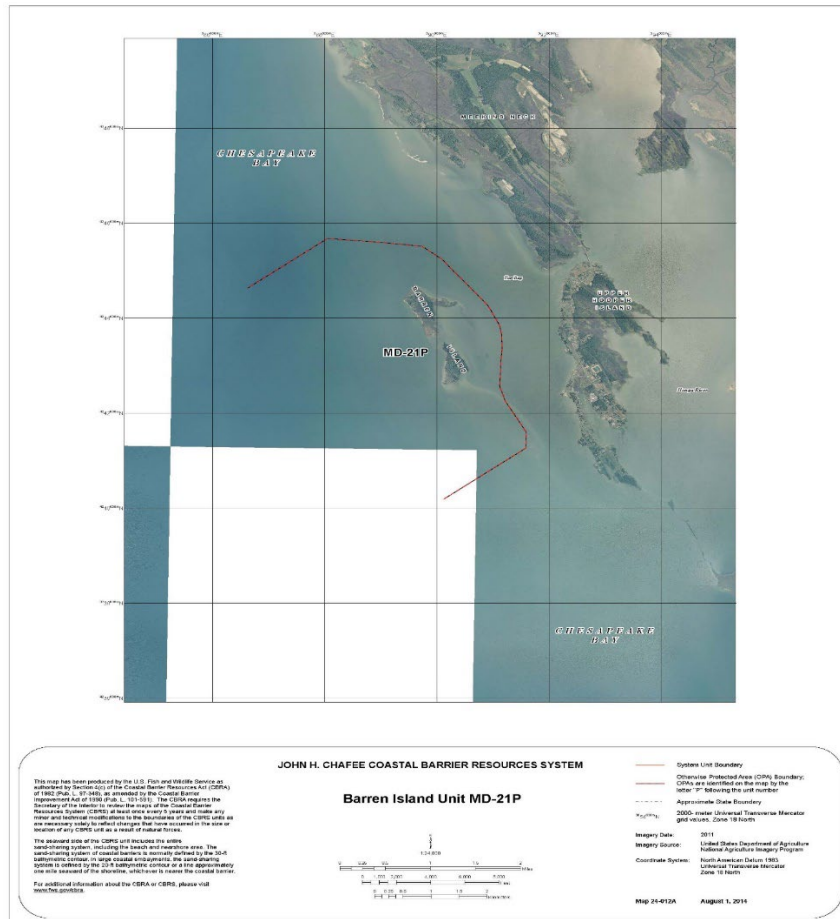 CHESAPEAKE
BAY
MEEKINS NECK
Tar Bay
UPPER
HOOPER
ISLAND
BARREN
ISLAND
MD-21P
CHESAPEAKE
BAY
JOHN H. CHAFEE COASTAL BARRIER RESOURCES SYSTEM
Barren Island Unit MD-21P
This map has been produced by the U.S. Fish and Wildlife Service as
authorized by Section 4(c) of the Coastal Barrier Resources Act (CBRA)
of 1982 (Pub. L. 97-348), as amended by the Coastal Barrier
Improvement Act of 1990 (Pub. L. 101-591). The CBRA requires the
Secretary of the Interior to review the maps of the Coastal Barrier
Resources System (CBRS) at least once every 5 years and make any
minor and technical modifications to the boundaries of the CBRS units as
are necessary solely to reflect changes that have occurred in the size or
location of any CBRS unit as a result of natural forces.
The seaward side of the CBRS unit includes the entire
sand-sharing system, including the beach and nearshore area. The
sand-sharing system of coastal barriers is normally defined by the 30-ft
bathymetric contour. In large coastal embayments, the sand-sharing
system is defined by the 20-ft bathymetric contour or a line approximately
one mile seaward of the shoreline, whichever is nearer the coastal barrier.
For additional information about the CBRA or CBRS, please visit
www.fws.gov/cbra.
Miles
System Unit Boundary
Otherwise Protected Area (OPA) Boundary;
OPAs are identified on the map by the
letter "P" following the unit number
Approximate State Boundary
2000- meter Universal Transverse Mercator
grid values, Zone 18 North
Imagery Date: 2011
Imagery Source: United States Department of Agriculture
National Agriculture Imagery Program
Coordinate System: North American Datum 1983
Universal Transverse Mercator
Zone 18 North
Map 24-012A August 1, 2014